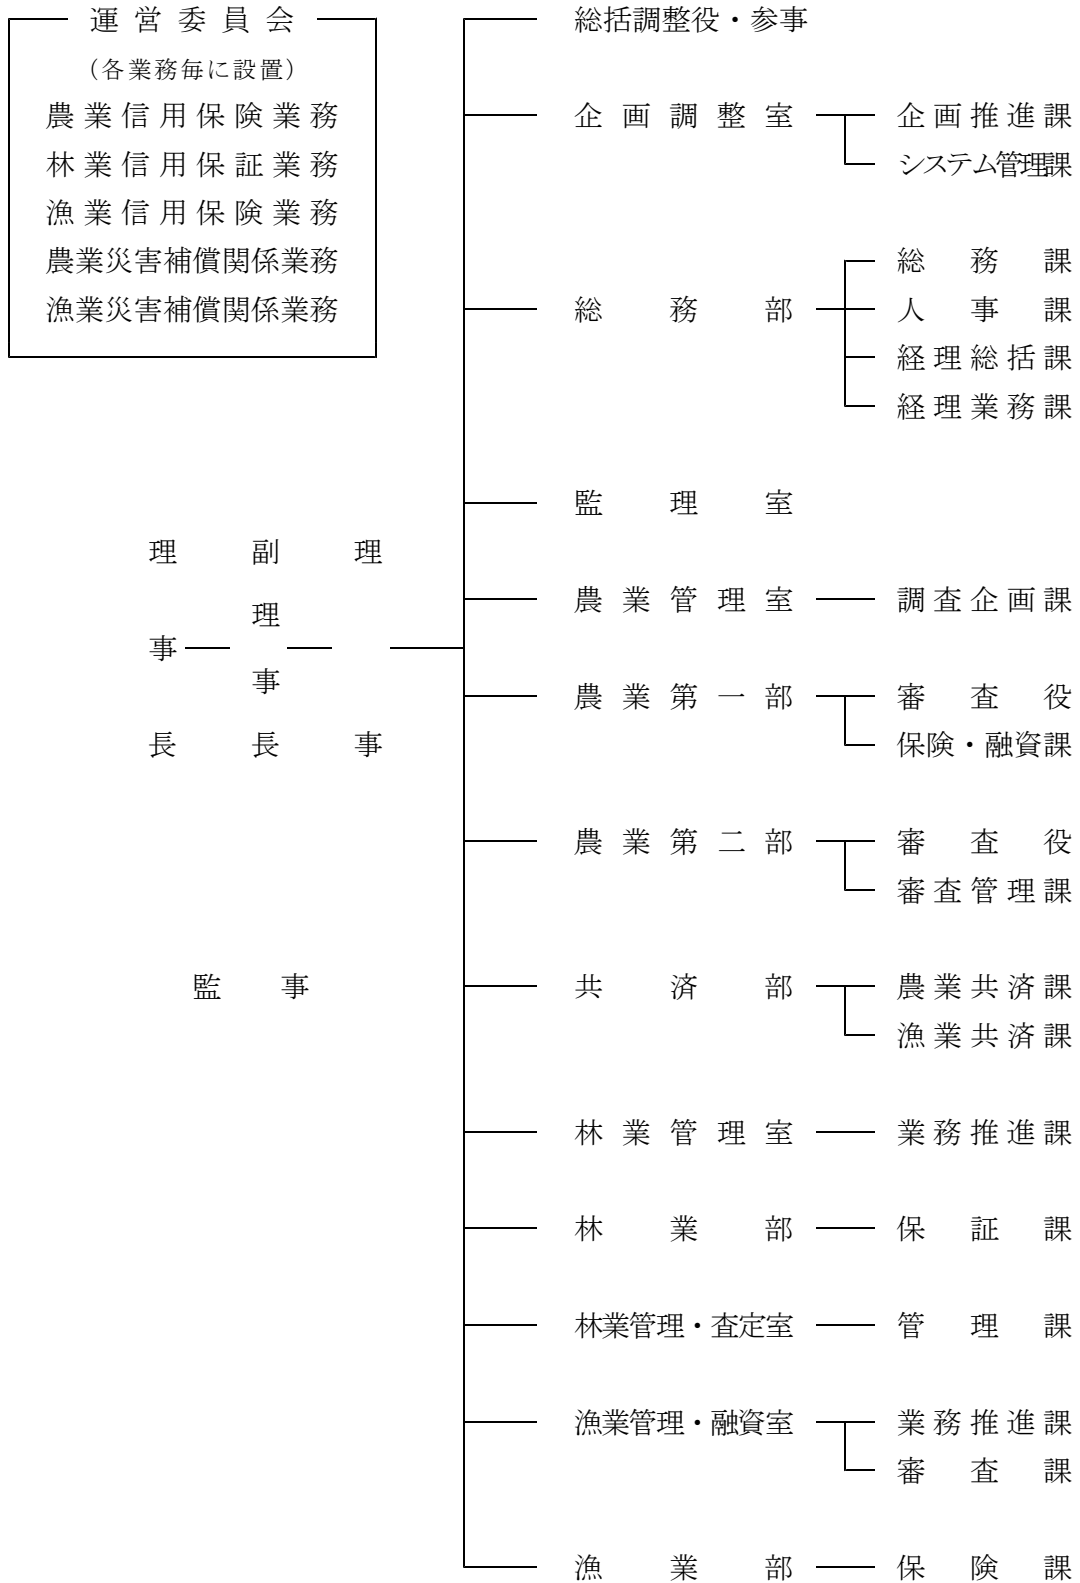 運営委員会
（各業務毎に設置）
農業信用保険業務
林業信用保証業務
漁業信用保険業務
農業災害補償関係業務
漁業災害補償関係業務
理事長
副理事長
理事
監事
総括調整役・参事
企画調整室
企画推進課
システム管理課
総務部
総務課
人事課
経理総括課
経理業務課
監理室
農業管理室
調査企画課
農業第一部
審査役
保険・融資課
農業第二部
審査役
審査管理課
共済部
農業共済課
漁業共済課
林業管理室
業務推進課
林業部
保証課
林業管理・査定室
管理課
漁業管理・融資室
業務推進課
審査課
漁業部
保険課